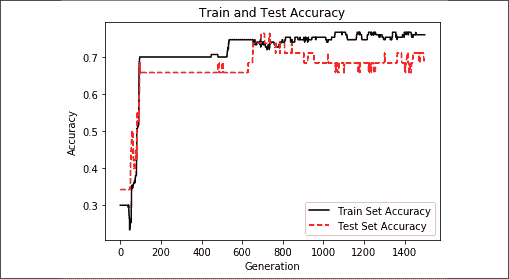 Train and Test Accuracy
Accuracy
0.7
0.6
0.5
0.4
0.3
0 200 400 600 800 1000 1200 1400
Generation
Train Set Accuracy
Test Set Accuracy